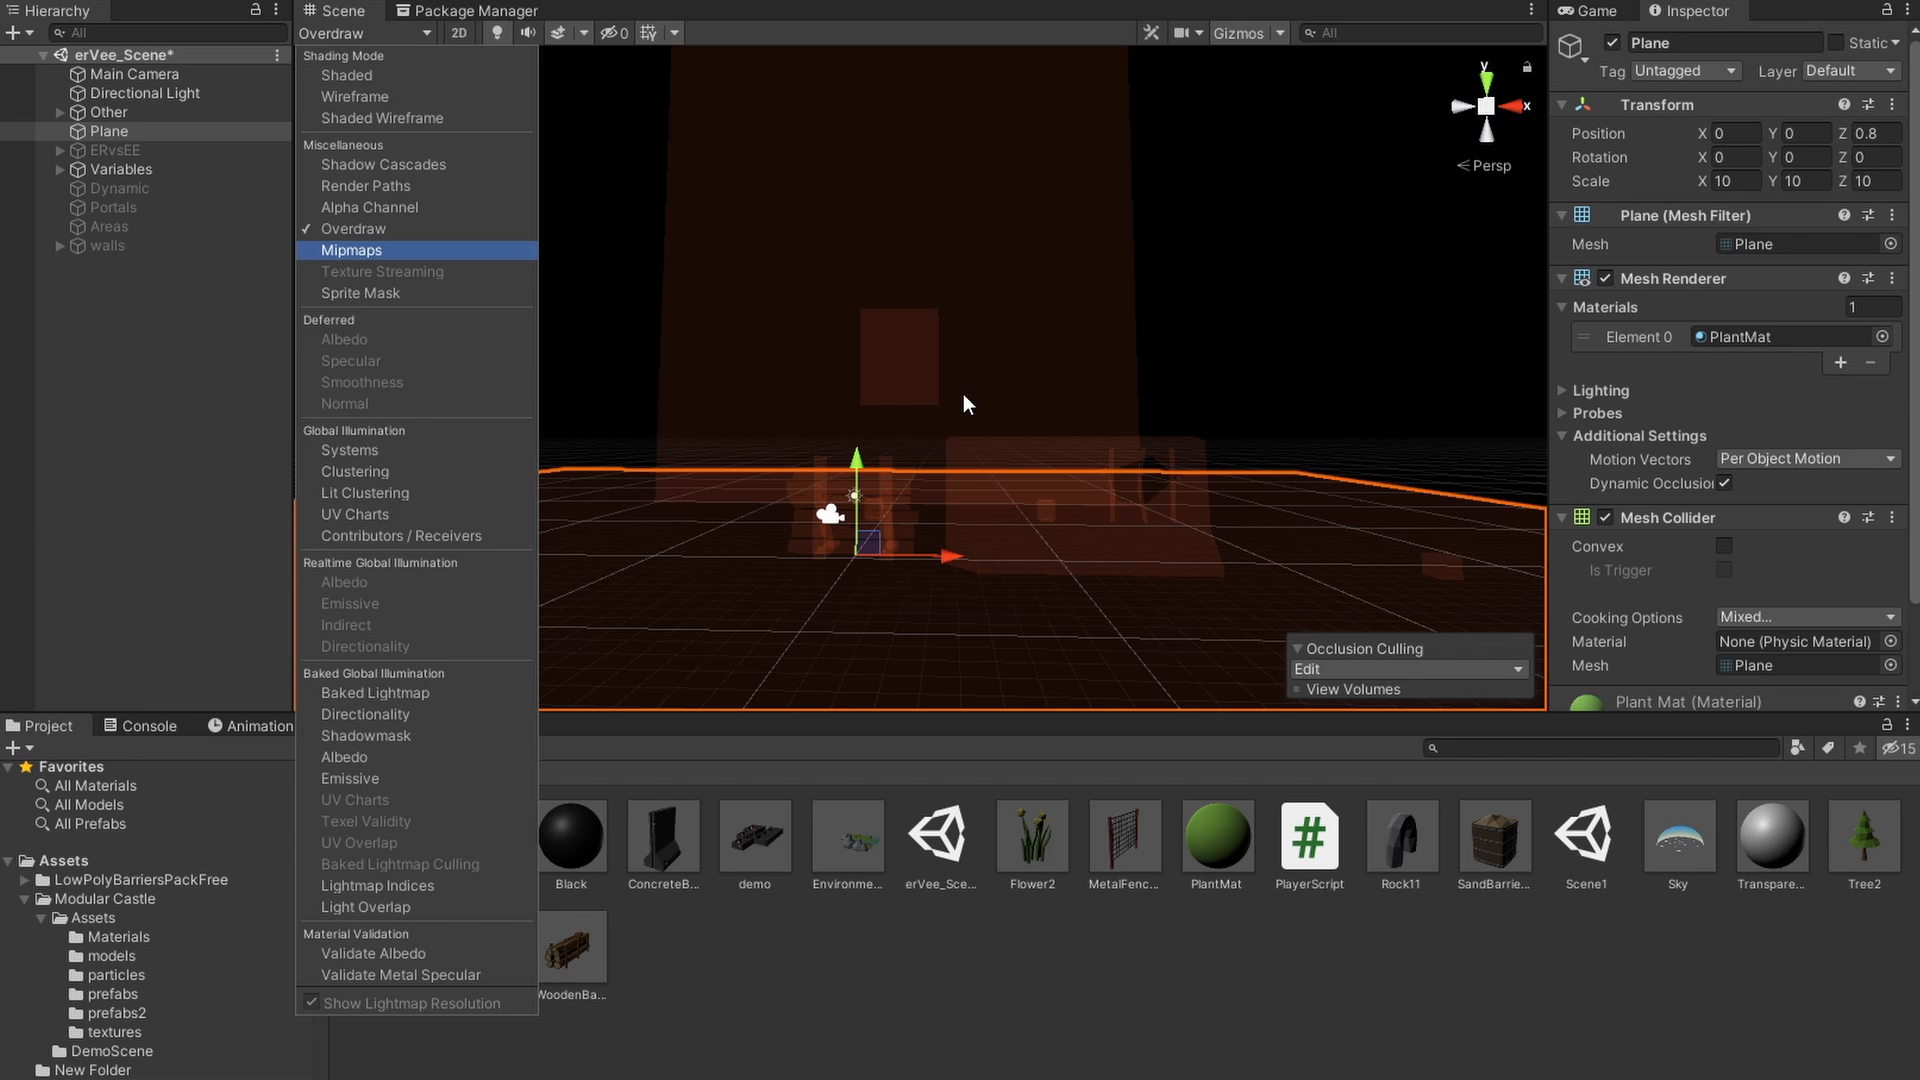 Hierarchy
All
erVee_Scene*
Main Camera
Directional Light
Other
Plane
ERvsEE
Variables
Dynamic
Portals
Areas
walls
Scene
Package Manager
Overdraw
2D
0
Gizmos
All
Shading Mode
Shaded
Wireframe
Shaded Wireframe
Miscellaneous
Shadow Cascades
Render Paths
Alpha Channel
Overdraw
Mipmaps
Texture Streaming
Sprite Mask
Deferred
Albedo
Specular
Smoothness
Normal
Global Illumination
Systems
Clustering
Lit Clustering
UV Charts
Contributors / Receivers
Realtime Global Illumination
Albedo
Emissive
Indirect
Directionality
Baked Global Illumination
Baked Lightmap
Directionality
Shadowmask
Albedo
Emissive
UV Charts
Texel Validity
UV Overlap
Baked Lightmap Culling
Lightmap Indices
Light Overlap
Material Validation
Validate Albedo
Validate Metal Specular
Show Lightmap Resolution
y
x
< Persp
Occlusion Culling
Edit
View Volumes
Game
Inspector
Plane
Static
Tag Untagged Layer Default
Transform
Position X 0 Y 0 Z 0.8
Rotation X 0 Y 0 Z 0
Scale X 10 Y 10 Z 10
Plane (Mesh Filter)
Mesh Plane
Mesh Renderer
Materials 1
Element 0 PlantMat
+ −
Lighting
Probes
Additional Settings
Motion Vectors Per Object Motion
Dynamic Occlusion
Mesh Collider
Convex
Is Trigger
Cooking Options Mixed...
Material None (Physic Material)
Mesh Plane
Plant Mat (Material)
Project
Console
Animation
15
Favorites
All Materials
All Models
All Prefabs
Assets
LowPolyBarriersPackFree
Modular Castle
Assets
Materials
models
particles
prefabs
prefabs2
textures
DemoScene
New Folder
Black
ConcreteB...
demo
Environme...
erVee_Sce...
Flower2
MetalFenc...
PlantMat
PlayerScript
Rock11
SandBarrie...
Scene1
Sky
Transpare...
Tree2
WoodenBa...